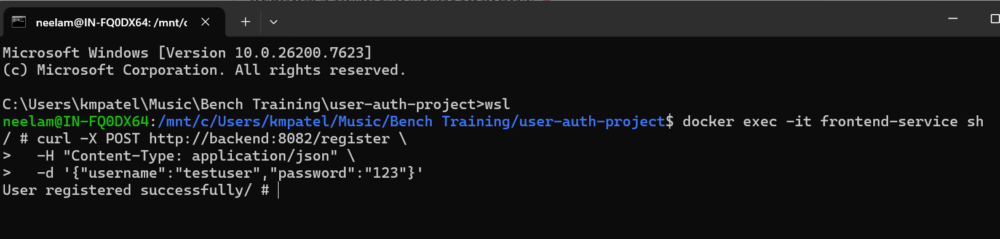 neelam@IN-FQ0DX64: /mnt/c
Microsoft Windows [Version 10.0.26200.7623]
(c) Microsoft Corporation. All rights reserved.
C:\Users\kmpatel\Music\Bench Training\user-auth-project>wsl
neelam@IN-FQ0DX64:/mnt/c/Users/kmpatel/Music/Bench Training/user-auth-project$ docker exec -it frontend-service sh
/ # curl -X POST http://backend:8082/register \
>   -H "Content-Type: application/json" \
>   -d '{"username":"testuser","password":"123"}'
User registered successfully/ #